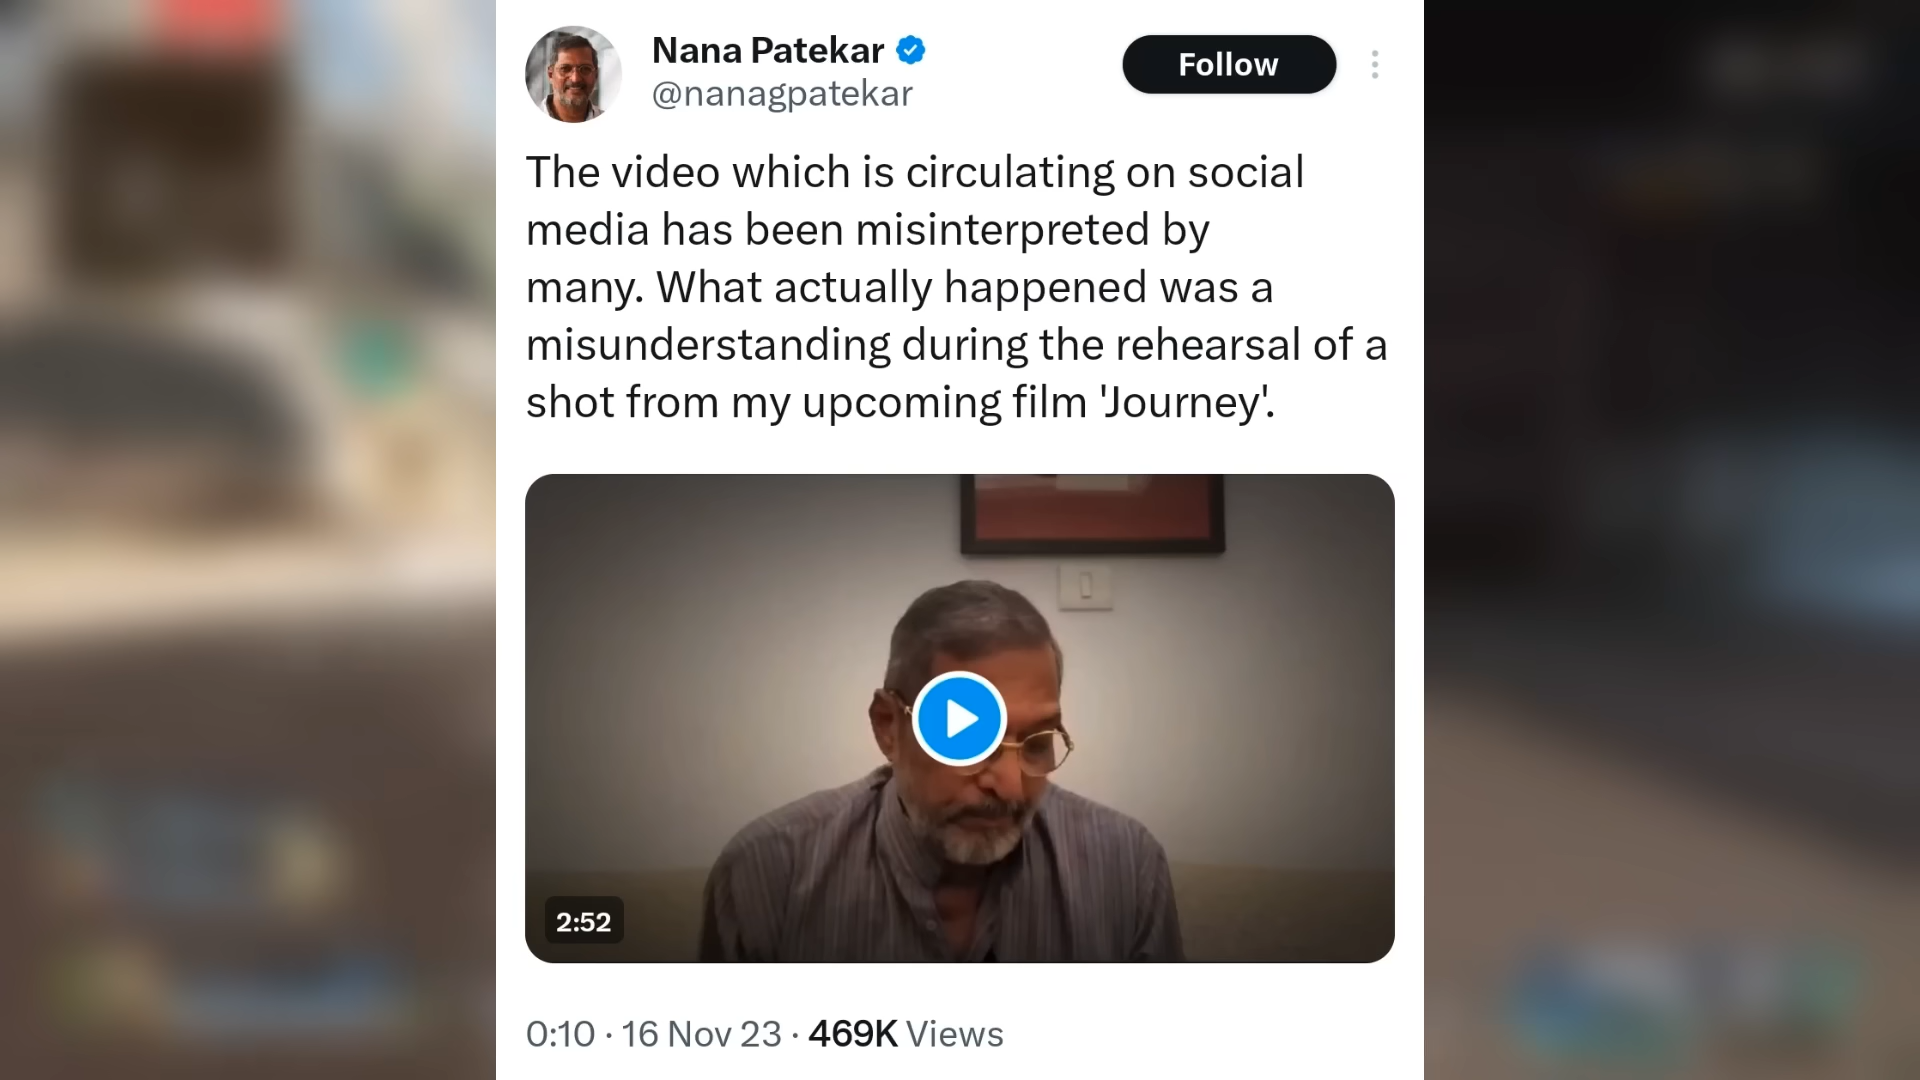 Nana Patekar
@nanagpatekar
Follow
The video which is circulating on social
media has been misinterpreted by
many. What actually happened was a
misunderstanding during the rehearsal of a
shot from my upcoming film 'Journey'.
2:52
0:10 · 16 Nov 23 · 469K Views